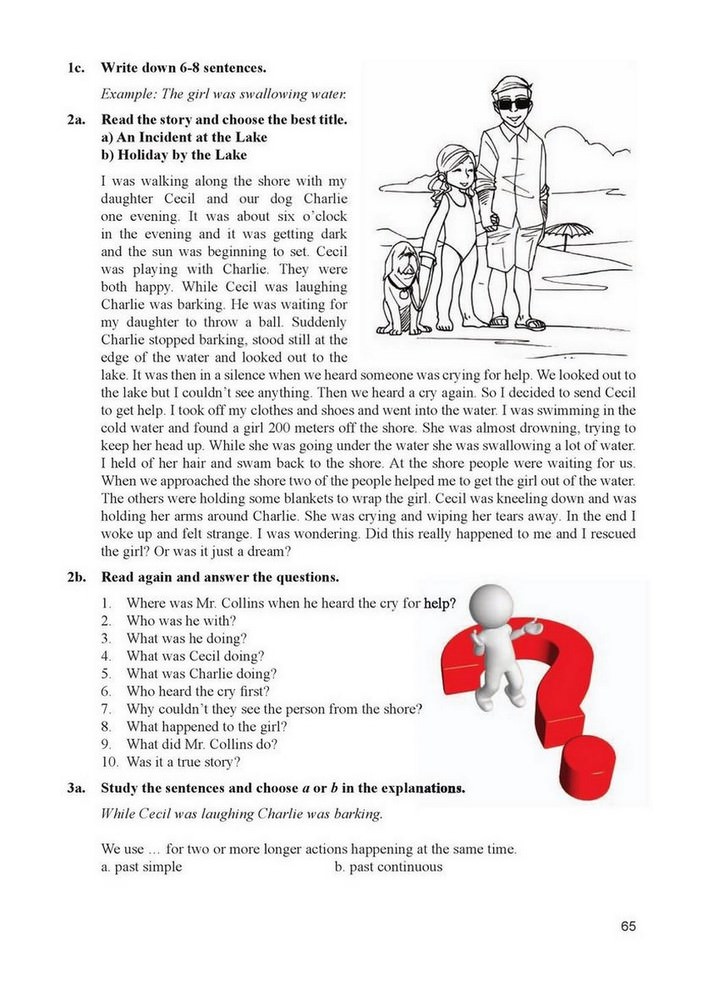 1c. Write down 6-8 sentences.
Example: The girl was swallowing water.
2a. Read the story and choose the best title.
a) An Incident at the Lake
b) Holiday by the Lake
I was walking along the shore with my
daughter Cecil and our dog Charlie
one evening. It was about six o’clock
in the evening and it was getting dark
and the sun was beginning to set. Cecil
was playing with Charlie. They were
both happy. While Cecil was laughing
Charlie was barking. He was waiting for
my daughter to throw a ball. Suddenly
Charlie stopped barking, stood still at the
edge of the water and looked out to the
lake. It was then in a silence when we heard someone was crying for help. We looked out to
the lake but I couldn’t see anything. Then we heard a cry again. So I decided to send Cecil
to get help. I took off my clothes and shoes and went into the water. I was swimming in the
cold water and found a girl 200 meters off the shore. She was almost drowning, trying to
keep her head up. While she was going under the water she was swallowing a lot of water.
I held of her hair and swam back to the shore. At the shore people were waiting for us.
When we approached the shore two of the people helped me to get the girl out of the water.
The others were holding some blankets to wrap the girl. Cecil was kneeling down and was
holding her arms around Charlie. She was crying and wiping her tears away. In the end I
woke up and felt strange. I was wondering. Did this really happened to me and I rescued
the girl? Or was it just a dream?
2b. Read again and answer the questions.
1. Where was Mr. Collins when he heard the cry for help?
2. Who was he with?
3. What was he doing?
4. What was Cecil doing?
5. What was Charlie doing?
6. Who heard the cry first?
7. Why couldn’t they see the person from the shore?
8. What happened to the girl?
9. What did Mr. Collins do?
10. Was it a true story?
3a. Study the sentences and choose a or b in the explanations.
While Cecil was laughing Charlie was barking.
We use … for two or more longer actions happening at the same time.
a. past simple b. past continuous
65